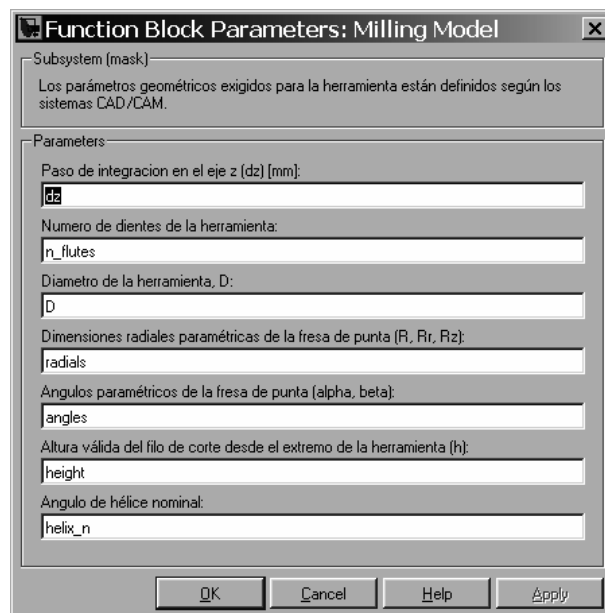 Function Block Parameters: Milling Model
Subsystem (mask)
Los parámetros geométricos exigidos para la herramienta están definidos según los
sistemas CAD/CAM.
Parameters
Paso de integracion en el eje z (dz) [mm]:
dz
Numero de dientes de la herramienta:
n_flutes
Diametro de la herramienta, D:
D
Dimensiones radiales paramétricas de la fresa de punta (R, Rr, Rz):
radials
Angulos paramétricos de la fresa de punta (alpha, beta):
angles
Altura válida del filo de corte desde el extremo de la herramienta (h):
height
Angulo de hélice nominal:
helix_n
OK Cancel Help Apply